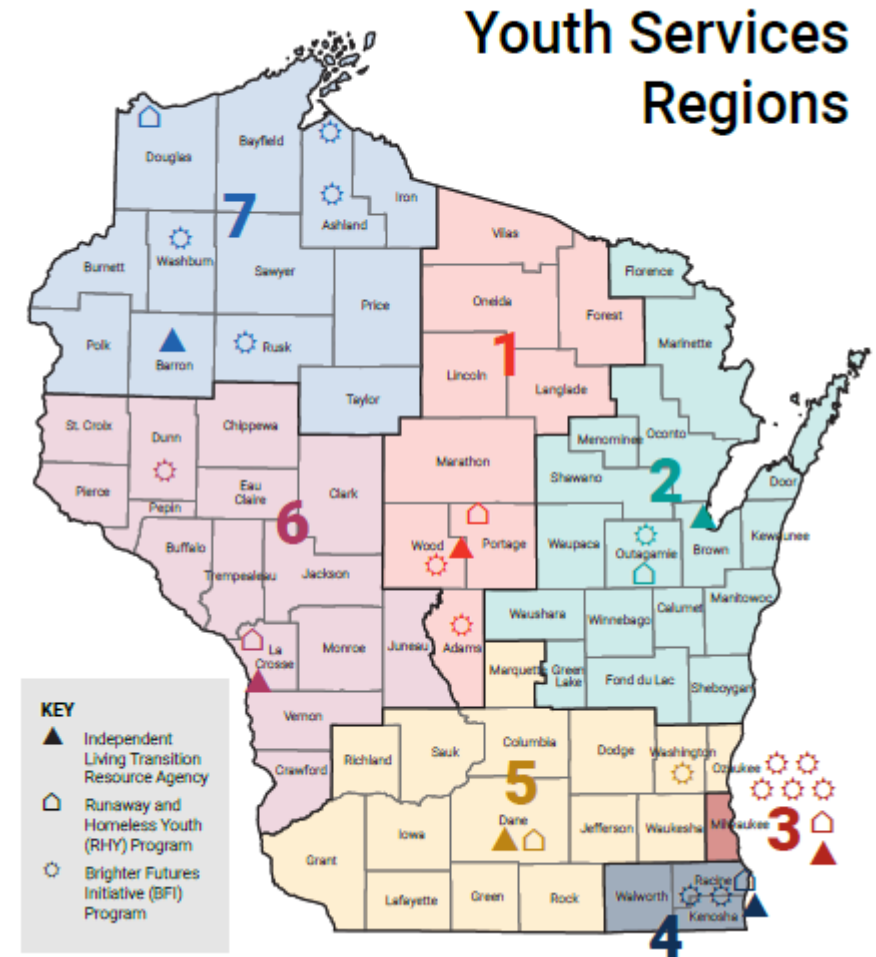 Youth Services
Regions
Douglas
Bayfield
Ashland
Iron
7
Burnett
Washburn
Sawyer
Price
Polk
Barron
Rusk
Taylor
Vilas
Oneida
Forest
1
Lincoln
Langlade
Marathon
Wood
Portage
Adams
Florence
Marinette
Menominee
Oconto
Shawano
2
Door
Waupaca
Outagamie
Brown
Kewaunee
Waushara
Winnebago
Calumet
Manitowoc
Green
Lake
Fond du Lac
Sheboygan
St. Croix
Dunn
Chippewa
Pierce
Pepin
Eau
Claire
Clark
6
Buffalo
Trempealeau
Jackson
La
Crosse
Monroe
Juneau
Vernon
Crawford
Marquette
Richland
Sauk
Columbia
Dodge
Washington
Ozaukee
5
Dane
Iowa
Jefferson
Waukesha
Milwaukee
3
Grant
Lafayette
Green
Rock
Walworth
Racine
Kenosha
4
KEY
Independent
Living Transition
Resource Agency
Runaway and
Homeless Youth
(RHY) Program
Brighter Futures
Initiative (BFI)
Program